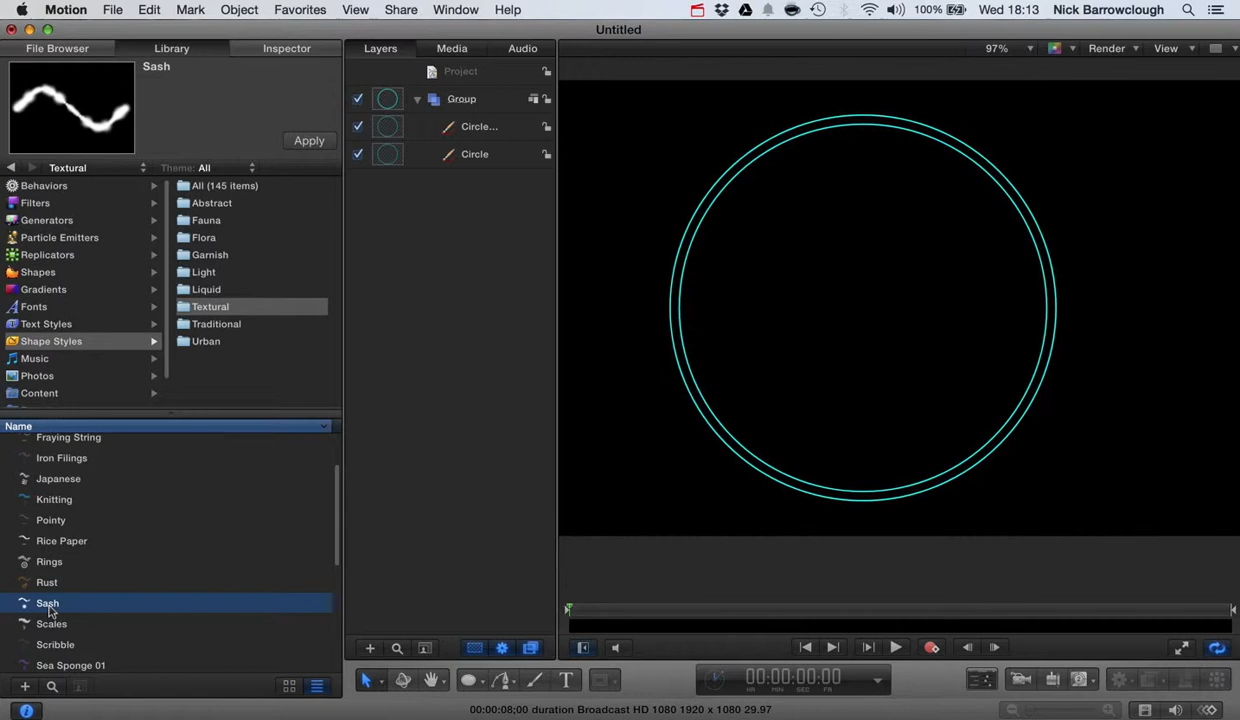 Motion File Edit Mark Object Favorites View Share Window Help 100% Wed 18:13 Nick Barrowclough
Untitled
File Browser Library Inspector Layers Media Audio 97% Render View
Sash
Project
Group
Circle...
Circle
Apply
Textural Theme: All
Behaviors
Filters
Generators
Particle Emitters
Replicators
Shapes
Gradients
Fonts
Text Styles
Shape Styles
Music
Photos
Content
All (145 items)
Abstract
Fauna
Flora
Garnish
Light
Liquid
Textural
Traditional
Urban
Name
Fraying String
Iron Filings
Japanese
Knitting
Pointy
Rice Paper
Rings
Rust
Sash
Scales
Scribble
Sea Sponge 01
T
00:00:00:00
HR MIN SEC FR
00:00:08;00 duration Broadcast HD 1080 1920 x 1080 29.97